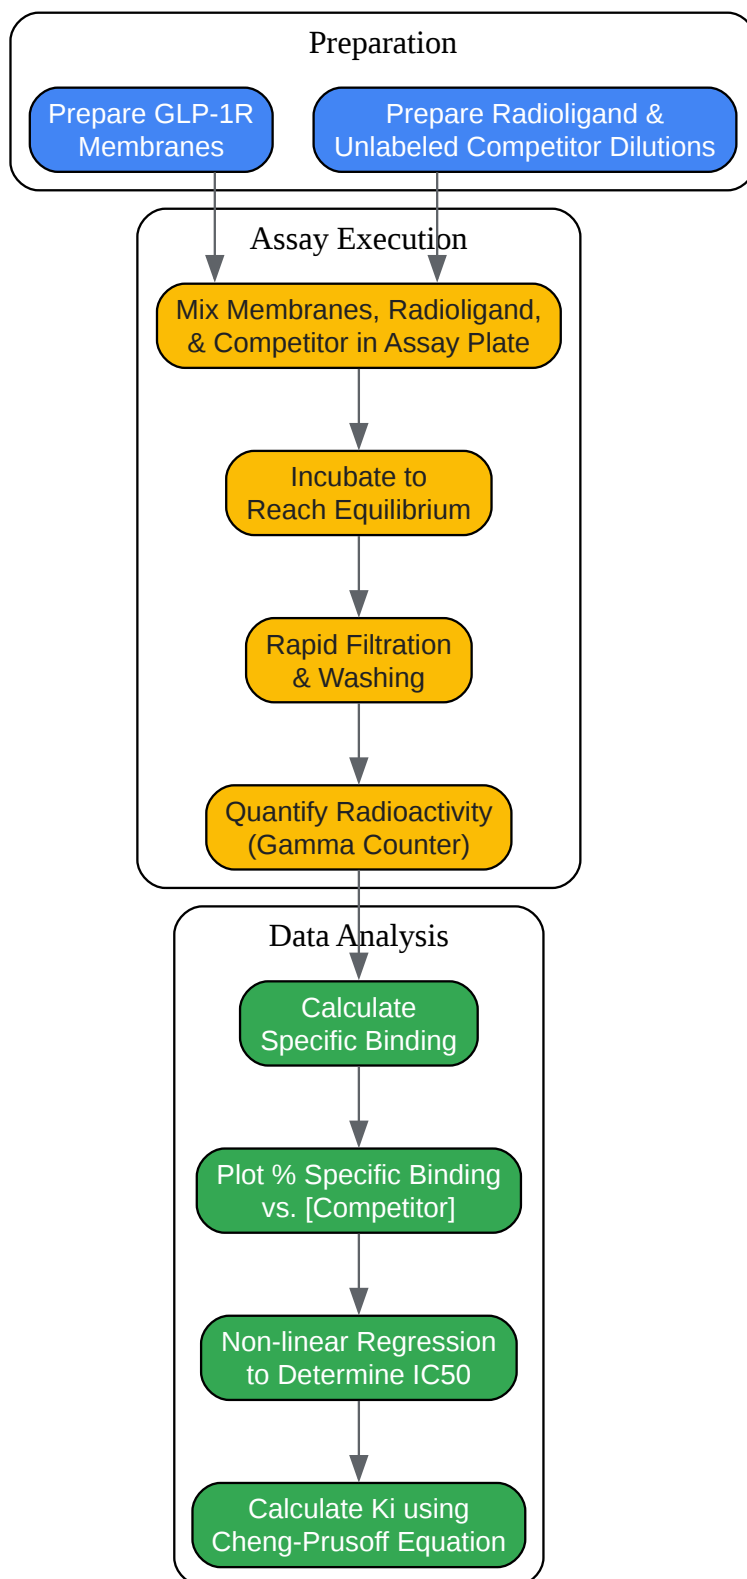 Preparation
Prepare GLP-1R
Membranes
Prepare Radioligand &
Unlabeled Competitor Dilutions
Assay Execution
Mix Membranes, Radioligand,
& Competitor in Assay Plate
Incubate to
Reach Equilibrium
Rapid Filtration
& Washing
Quantify Radioactivity
(Gamma Counter)
Data Analysis
Calculate
Specific Binding
Plot % Specific Binding
vs. [Competitor]
Non-linear Regression
to Determine IC50
Calculate Ki using
Cheng-Prusoff Equation